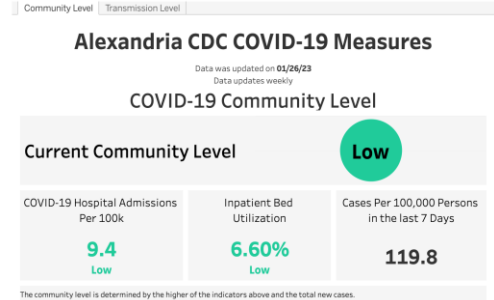 Community Level Transmission Level
Alexandria CDC COVID-19 Measures
Data was updated on 01/26/23
Data updates weekly
COVID-19 Community Level
Current Community Level Low
COVID-19 Hospital Admissions
Per 100k
9.4
Low
Inpatient Bed
Utilization
6.60%
Low
Cases Per 100,000 Persons
in the last 7 Days
119.8
The community level is determined by the higher of the indicators above and the total new cases.